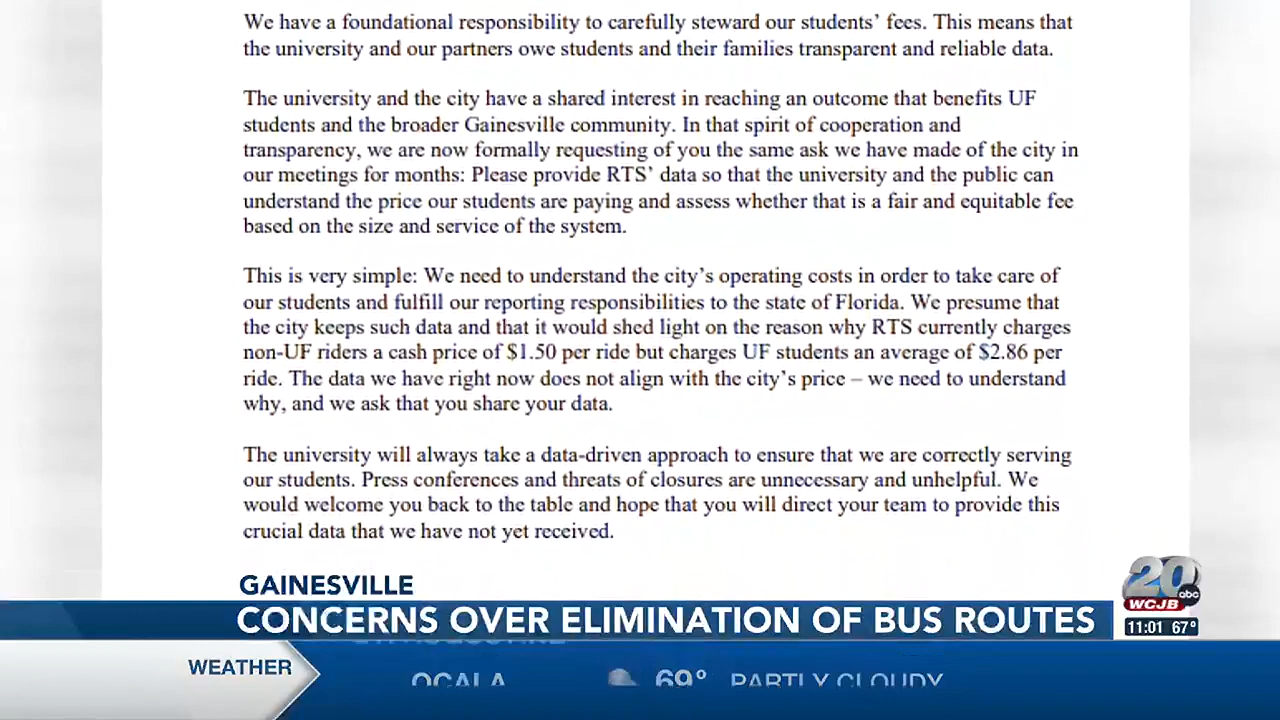 We have a foundational responsibility to carefully steward our students’ fees. This means that
the university and our partners owe students and their families transparent and reliable data.
The university and the city have a shared interest in reaching an outcome that benefits UF
students and the broader Gainesville community. In that spirit of cooperation and
transparency, we are now formally requesting of you the same ask we have made of the city in
our meetings for months: Please provide RTS’ data so that the university and the public can
understand the price our students are paying and assess whether that is a fair and equitable fee
based on the size and service of the system.
This is very simple: We need to understand the city’s operating costs in order to take care of
our students and fulfill our reporting responsibilities to the state of Florida. We presume that
the city keeps such data and that it would shed light on the reason why RTS currently charges
non-UF riders a cash price of $1.50 per ride but charges UF students an average of $2.86 per
ride. The data we have right now does not align with the city’s price – we need to understand
why, and we ask that you share your data.
The university will always take a data-driven approach to ensure that we are correctly serving
our students. Press conferences and threats of closures are unnecessary and unhelpful. We
would welcome you back to the table and hope that you will direct your team to provide this
crucial data that we have not yet received.
GAINESVILLE
CONCERNS OVER ELIMINATION OF BUS ROUTES
20
abc
WCJB
11:01 67°
WEATHER
OCALA 69° PARTLY CLOUDY